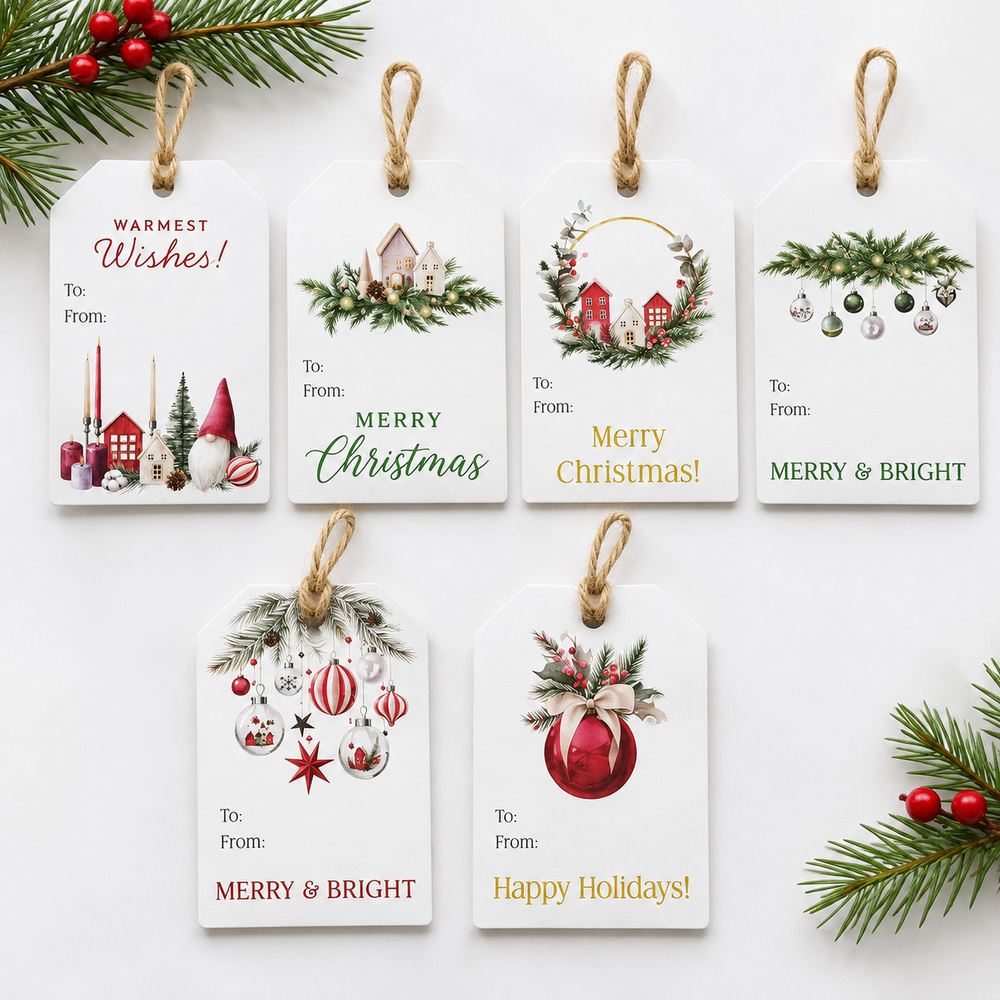 WARMEST
Wishes!
To:
From:
To:
From:
MERRY
Christmas
To:
From:
Merry
Christmas!
To:
From:
MERRY & BRIGHT
To:
From:
MERRY & BRIGHT
To:
From:
Happy Holidays!